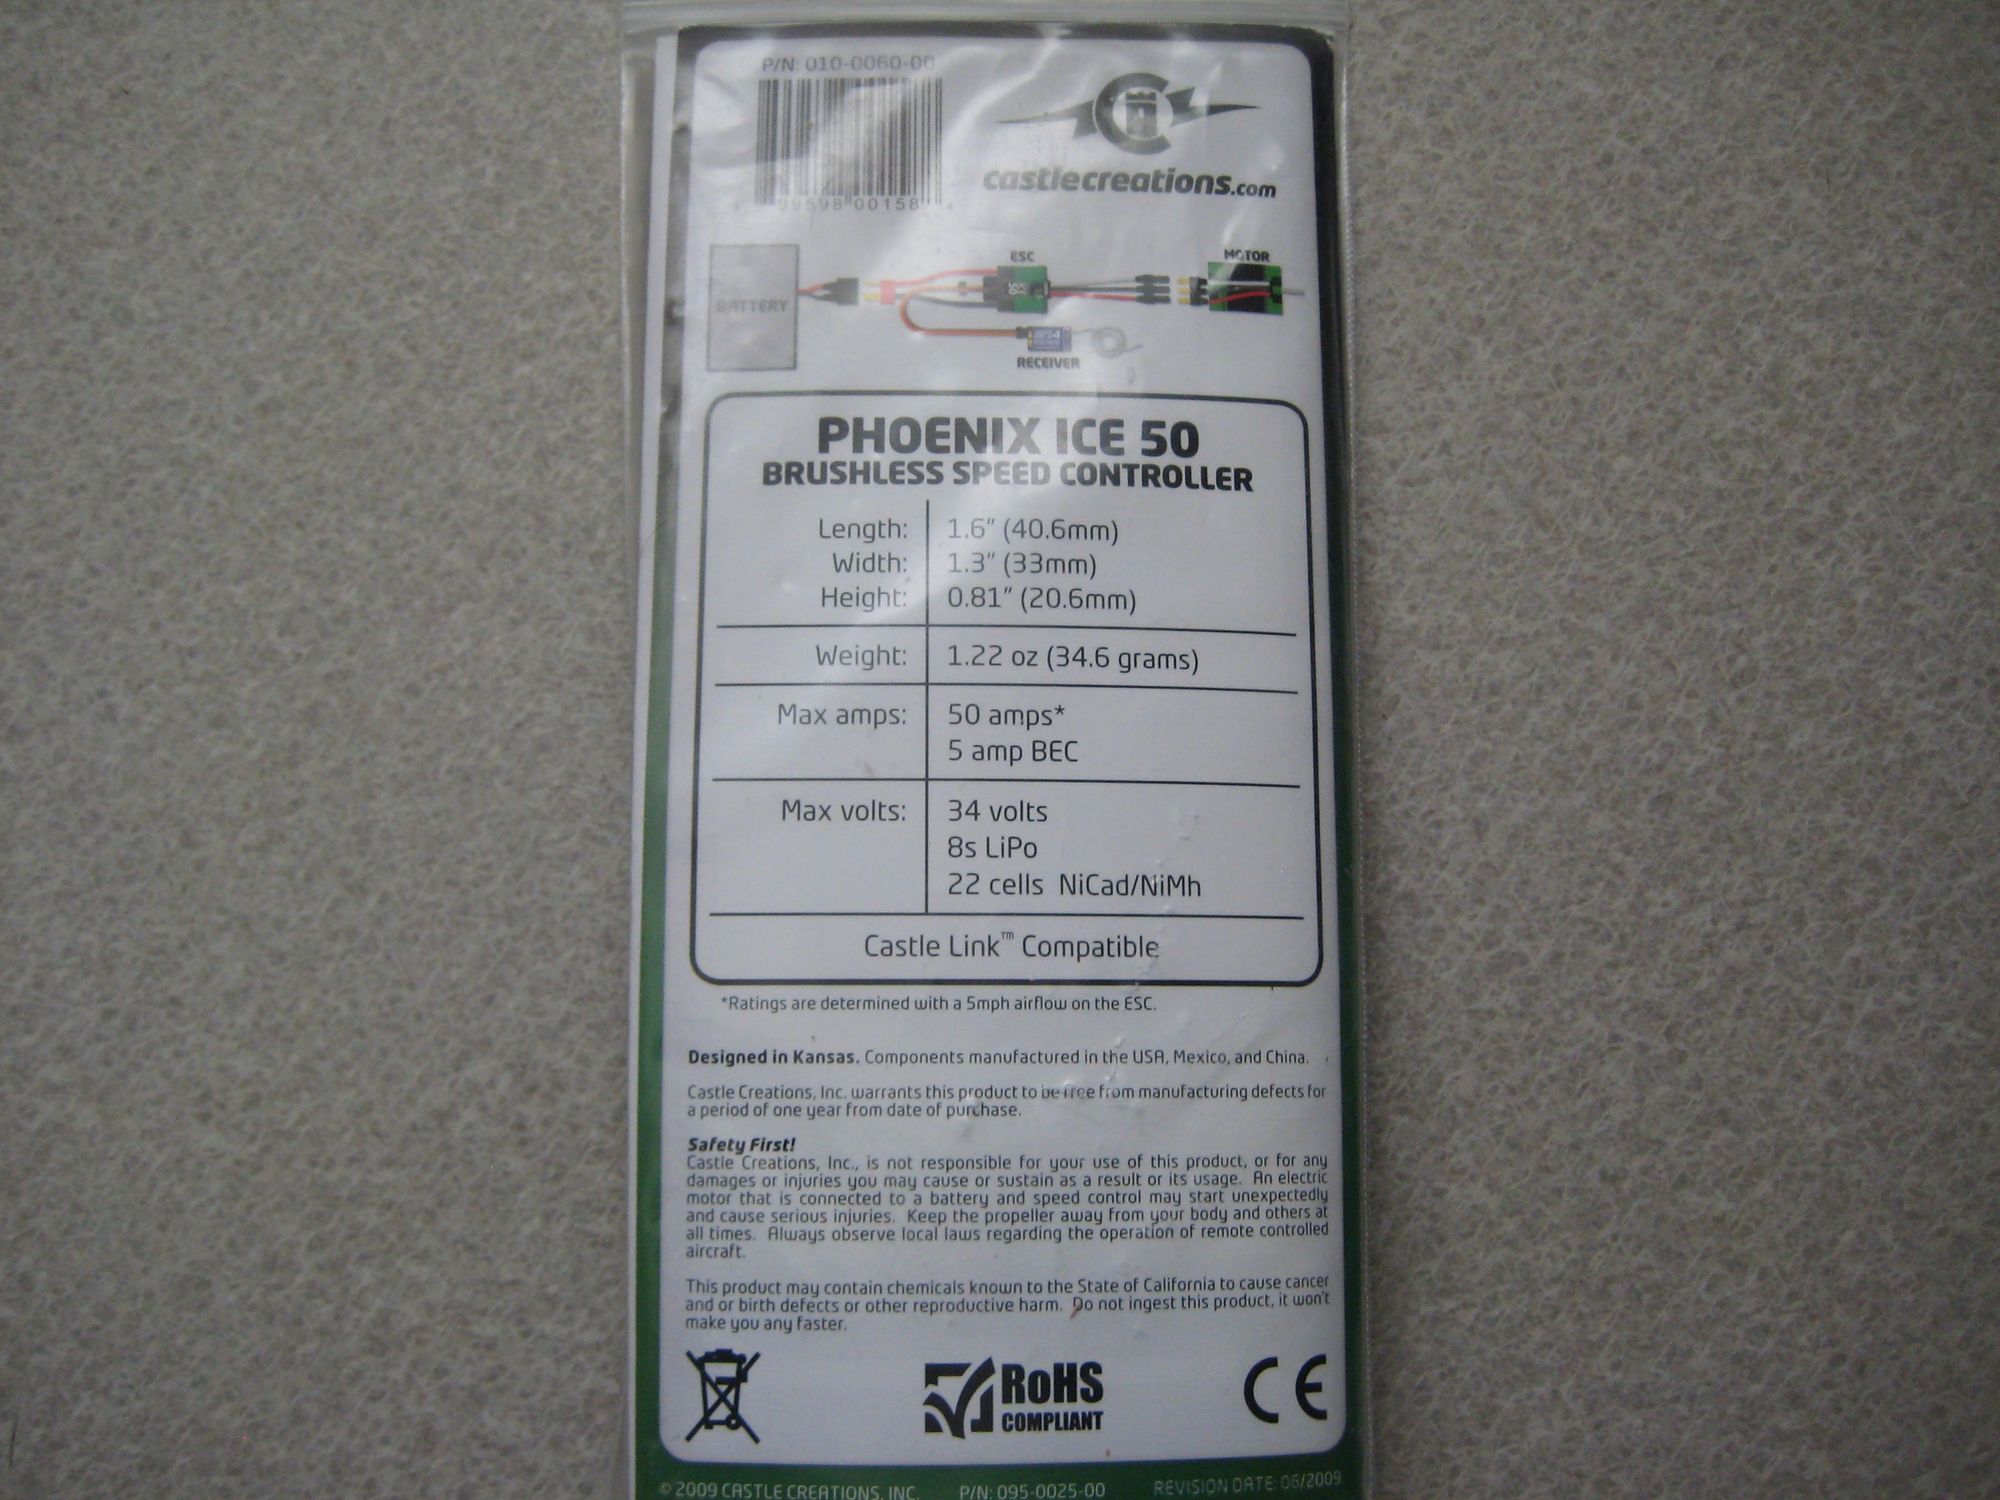 P/N: 010-0060-00
99598 00158
castlecreations.com
ESC
MOTOR
BATTERY
RECEIVER
PHOENIX ICE 50
BRUSHLESS SPEED CONTROLLER
Length: 1.6" (40.6mm)
Width: 1.3" (33mm)
Height: 0.81" (20.6mm)
Weight: 1.22 oz (34.6 grams)
Max amps: 50 amps*
5 amp BEC
Max volts: 34 volts
8s LiPo
22 cells NiCad/NiMh
Castle Link™ Compatible
*Ratings are determined with a 5mph airflow on the ESC.
Designed in Kansas. Components manufactured in the USA, Mexico, and China.
Castle Creations, Inc. warrants this product to be free from manufacturing defects for
a period of one year from date of purchase.
Safety First!
Castle Creations, Inc., is not responsible for your use of this product, or for any
damages or injuries you may cause or sustain as a result or its usage. An electric
motor that is connected to a battery and speed control may start unexpectedly
and cause serious injuries. Keep the propeller away from your body and others at
all times. Always observe local laws regarding the operation of remote controlled
aircraft.
This product may contain chemicals known to the State of California to cause cancer
and or birth defects or other reproductive harm. Do not ingest this product, it won't
make you any faster.
RoHS
COMPLIANT
CE
© 2009 CASTLE CREATIONS, INC. P/N: 095-0025-00 REVISION DATE: 06/2009